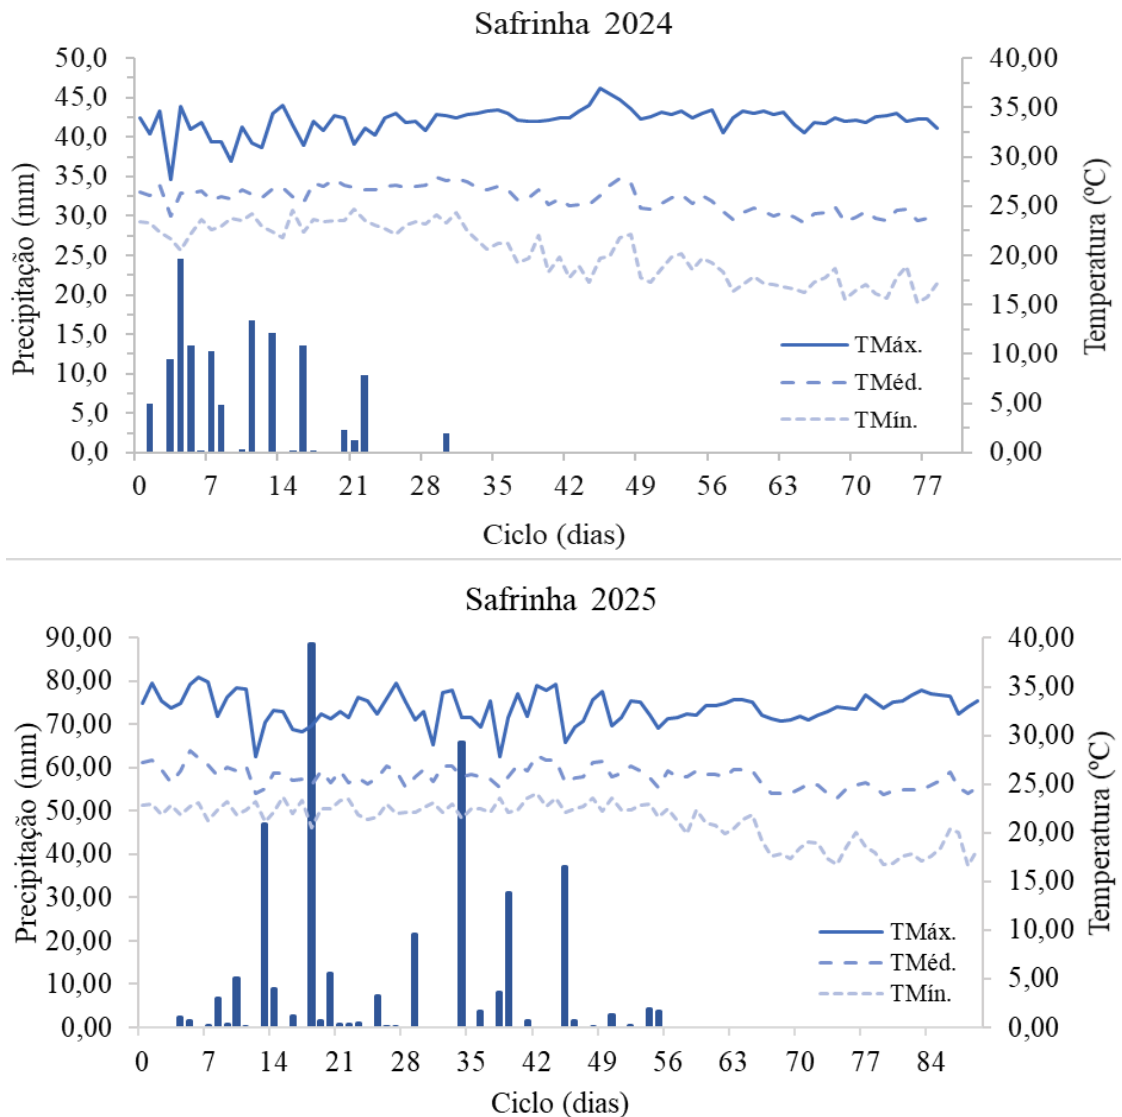 Safrinha 2024
50,0
45,0
40,0
35,0
30,0
25,0
20,0
15,0
10,0
5,0
0,0
Precipitação (mm)
40,00
35,00
30,00
25,00
20,00
15,00
10,00
5,00
0,00
Temperatura (ºC)
TMáx.
TMéd.
TMín.
0 7 14 21 28 35 42 49 56 63 70 77
Ciclo (dias)
Safrinha 2025
90,00
80,00
70,00
60,00
50,00
40,00
30,00
20,00
10,00
0,00
Precipitação (mm)
40,00
35,00
30,00
25,00
20,00
15,00
10,00
5,00
0,00
Temperatura (ºC)
TMáx.
TMéd.
TMín.
0 7 14 21 28 35 42 49 56 63 70 77 84
Ciclo (dias)